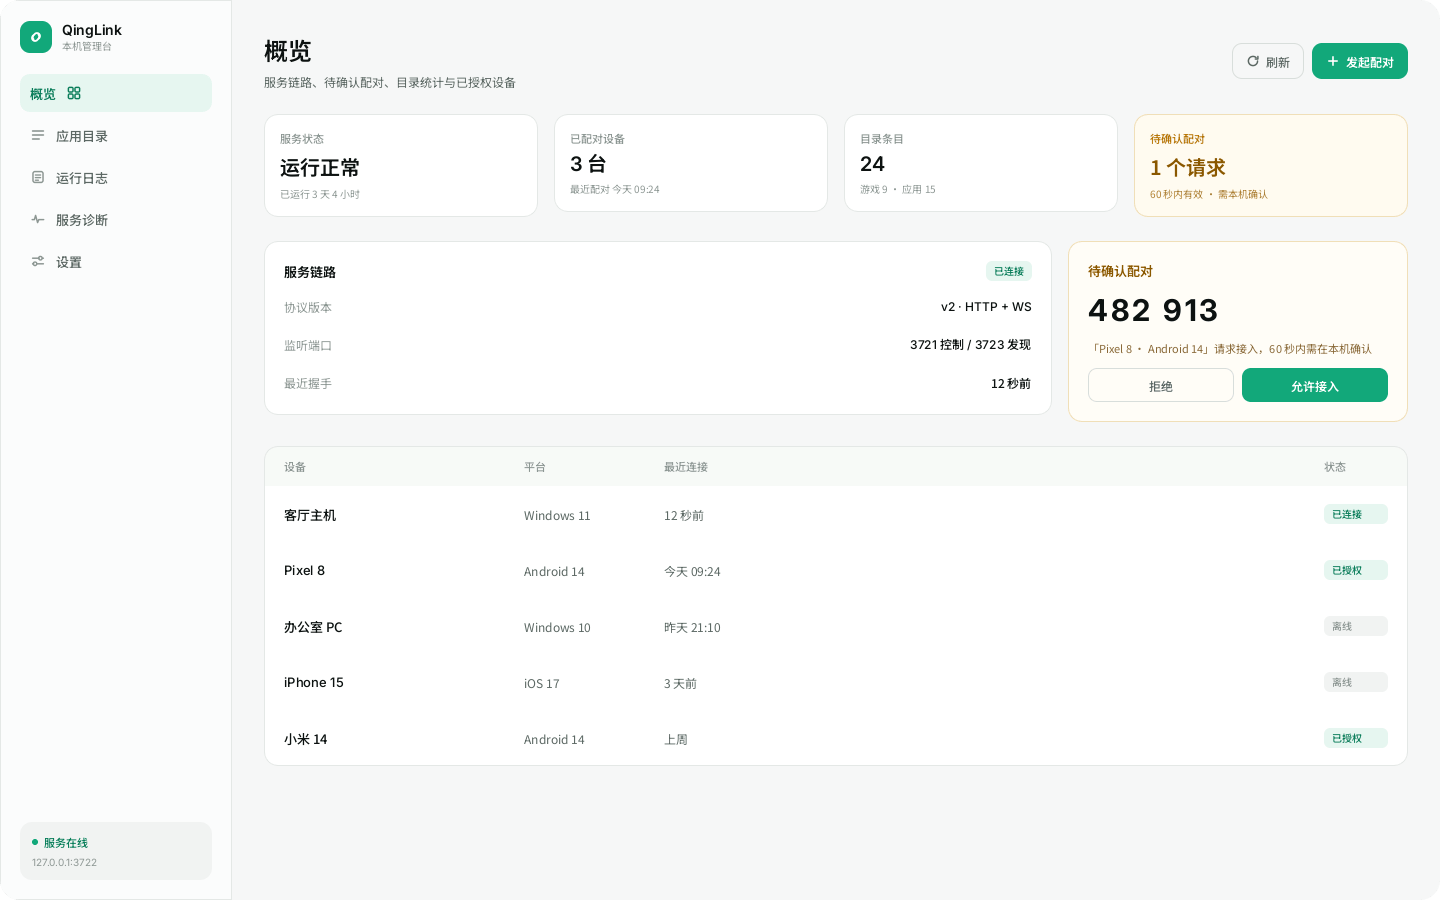 QingLink
本机管理台
概览
应用目录
运行日志
服务诊断
设置
服务在线
127.0.0.1:3722
概览
服务链路、待确认配对、目录统计与已授权设备
刷新
发起配对
服务状态
运行正常
已运行 3 天 4 小时
已配对设备
3 台
最近配对 今天 09:24
目录条目
24
游戏 9 · 应用 15
待确认配对
1 个请求
60 秒内有效 · 需本机确认
服务链路
已连接
协议版本
v2 · HTTP + WS
监听端口
3721 控制 / 3723 发现
最近握手
12 秒前
待确认配对
482 913
「Pixel 8 · Android 14」请求接入，60 秒内需在本机确认
拒绝
允许接入
设备 平台 最近连接 状态
客厅主机 Windows 11 12 秒前 已连接
Pixel 8 Android 14 今天 09:24 已授权
办公室 PC Windows 10 昨天 21:10 离线
iPhone 15 iOS 17 3 天前 离线
小米 14 Android 14 上周 已授权